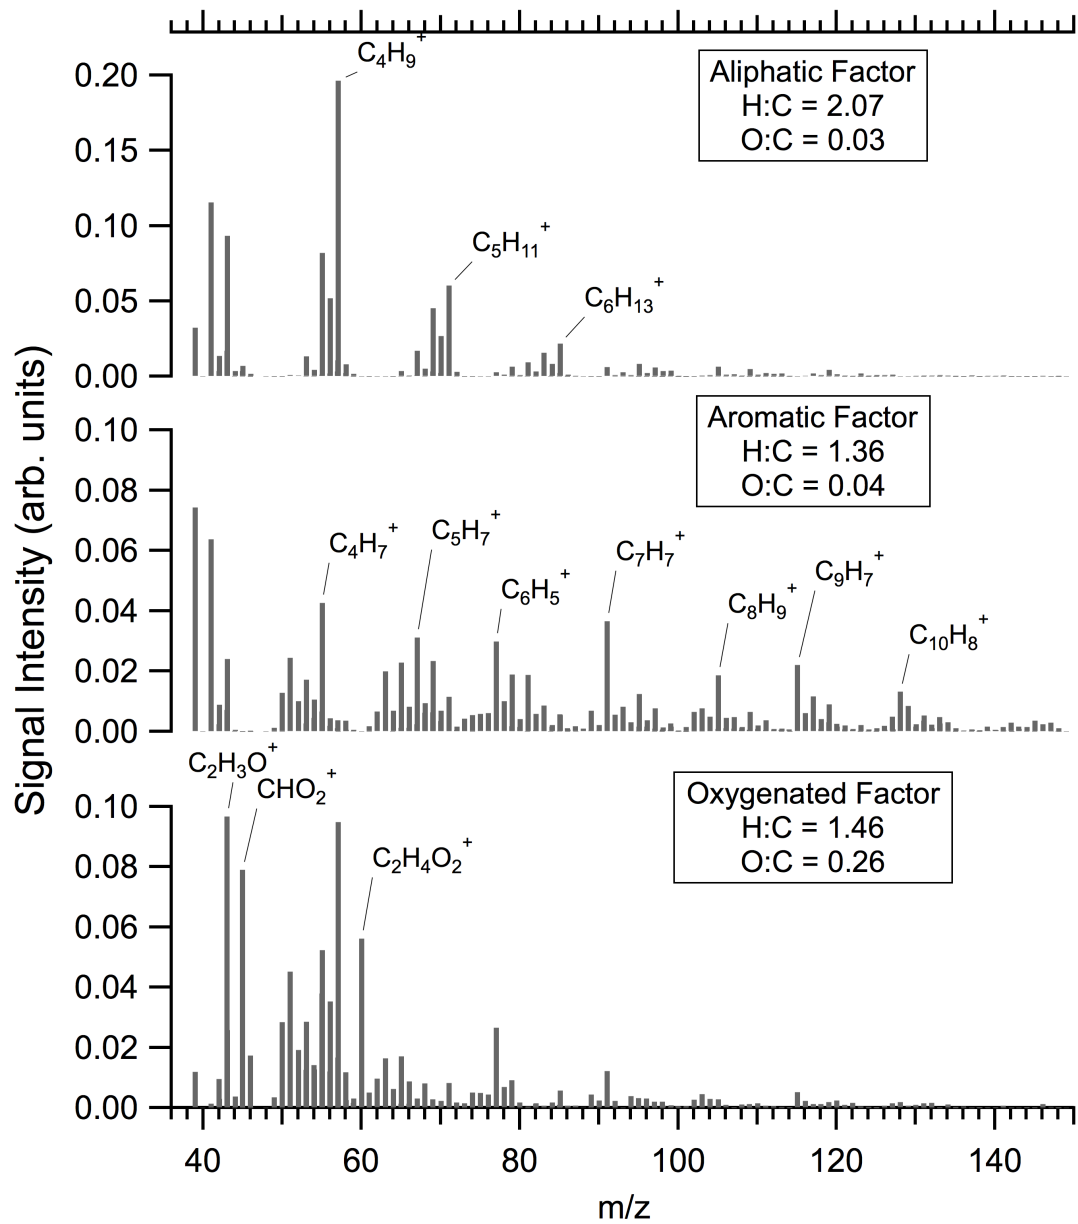 Signal Intensity (arb. units)
0.20
0.15
0.10
0.05
0.00
C₄H₉⁺
C₅H₁₁⁺
C₆H₁₃⁺
Aliphatic Factor
H:C = 2.07
O:C = 0.03
0.10
0.08
0.06
0.04
0.02
0.00
C₄H₇⁺
C₅H₇⁺
C₆H₅⁺
C₇H₇⁺
C₈H₉⁺
C₉H₇⁺
C₁₀H₈⁺
Aromatic Factor
H:C = 1.36
O:C = 0.04
0.10
0.08
0.06
0.04
0.02
0.00
C₂H₃O⁺
CHO₂⁺
C₂H₄O₂⁺
Oxygenated Factor
H:C = 1.46
O:C = 0.26
40 60 80 100 120 140
m/z